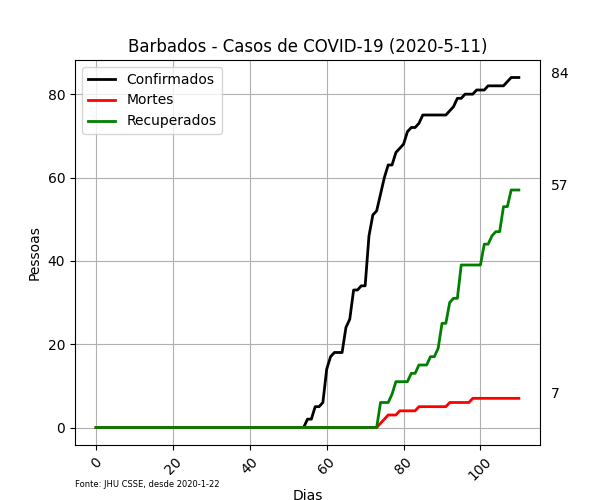 Barbados - Casos de COVID-19 (2020-5-11)
Confirmados
Mortes
Recuperados
84
57
7
80
60
40
20
0
Pessoas
0 20 40 60 80 100
Fonte: JHU CSSE, desde 2020-1-22
Dias